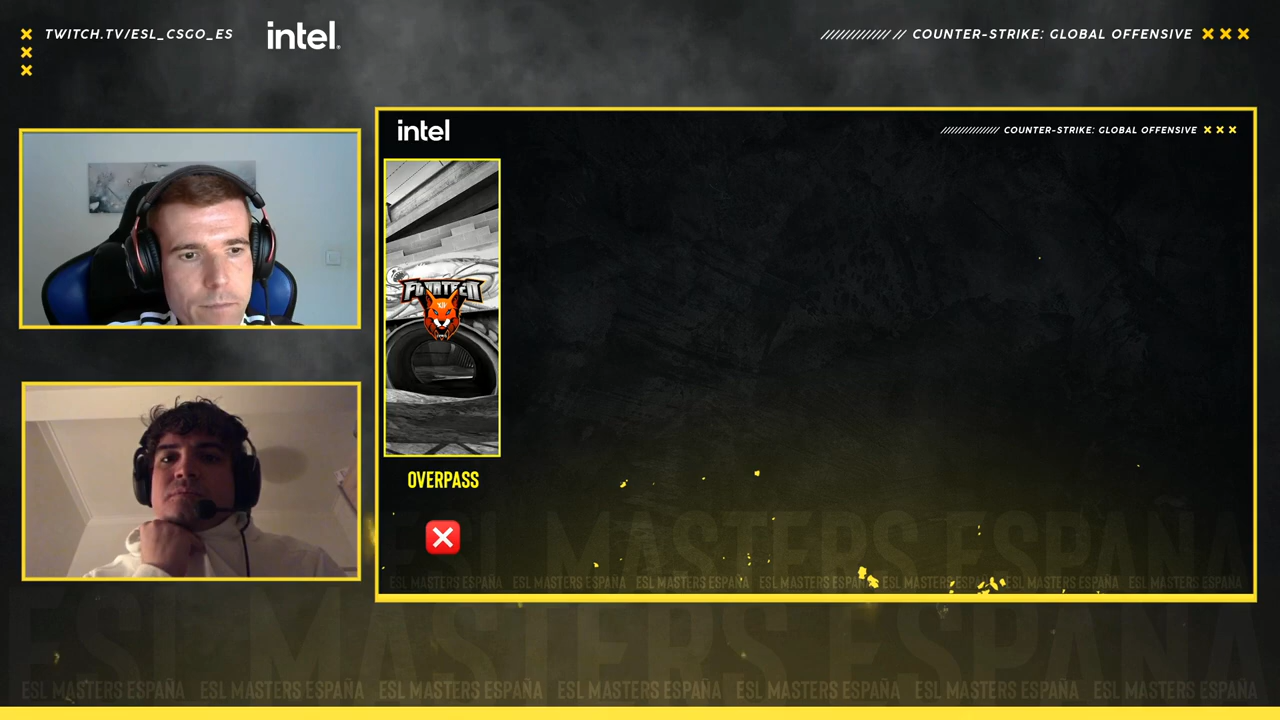 TWITCH.TV/ESL_CSGO_ES
intel.
COUNTER-STRIKE: GLOBAL OFFENSIVE
intel
COUNTER-STRIKE: GLOBAL OFFENSIVE
OVERPASS
ESL MASTERS ESPAÑA
ESL MASTERS ESPAÑA ESL MASTERS ESPAÑA ESL MASTERS ESPAÑA ESL MASTERS ESPAÑA ESL MASTERS ESPAÑA ESL MASTERS ESPAÑA ESL MASTERS ESPAÑA
ESL MASTERS ESPAÑA
ESL MASTERS ESPAÑA ESL MASTERS ESPAÑA ESL MASTERS ESPAÑA ESL MASTERS ESPAÑA ESL MASTERS ESPAÑA ESL MASTERS ESPAÑA ESL MASTERS ESPAÑA